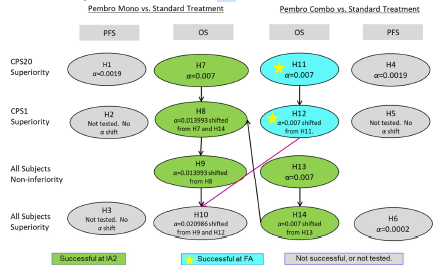 Pembro Mono vs. Standard Treatment
Pembro Combo vs. Standard Treatment
PFS
OS
OS
PFS
CPS20
Superiority
H1
α=0.0019
H7
α=0.007
H11
α=0.007
H4
α=0.0019
CPS1
Superiority
H2
Not tested. No
α shift
H8
α=0.013993 shifted
from H7 and H14
H12
α=0.007 shifted
from H11.
H5
Not tested. No
α shift
All Subjects
Non-inferiority
H9
α=0.013993 shifted
from H8
H13
α=0.007
All Subjects
Superiority
H3
Not tested. No
α shift
H10
α=0.020986 shifted
from H9 and H12
H14
α=0.007 shifted
from H13
H6
α=0.0002
Successful at IA2
Successful at FA
Not successful, or not tested.